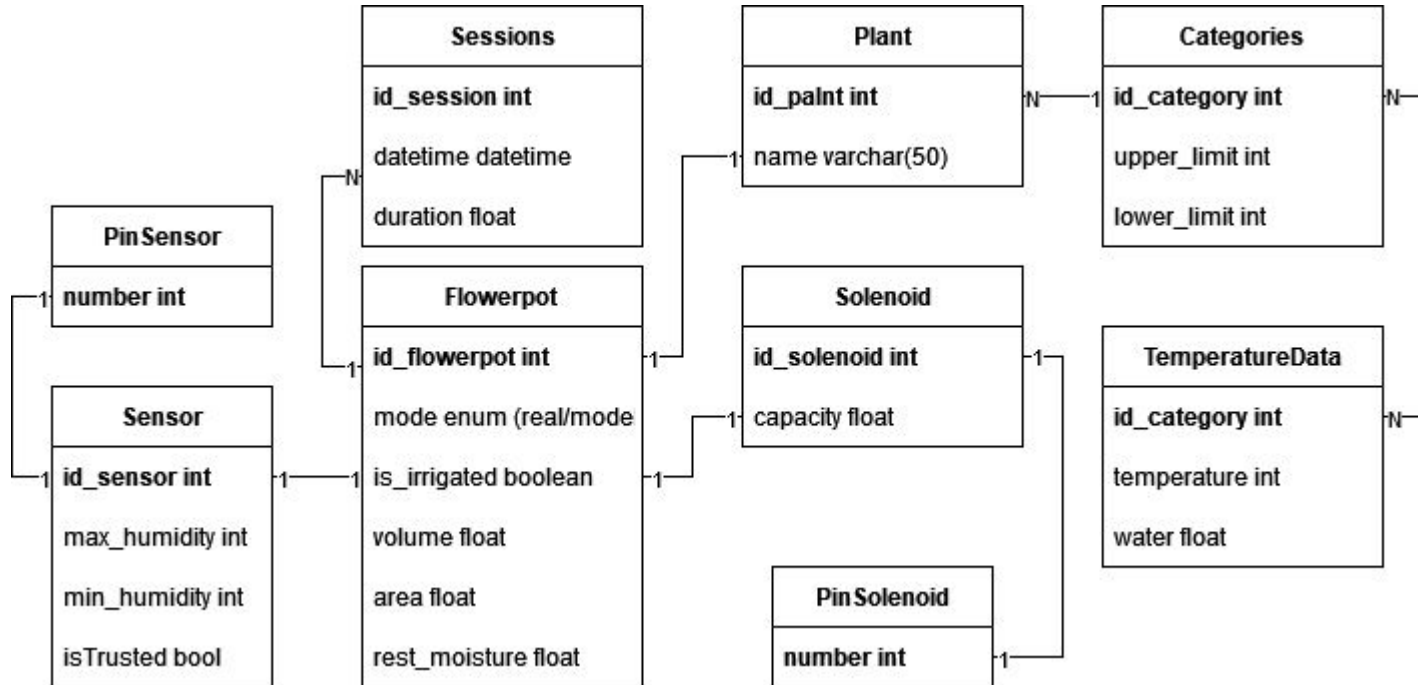 Sessions
id_session int
datetime datetime
duration float
Plant
id_palnt int
name varchar(50)
Categories
id_category int
upper_limit int
lower_limit int
PinSensor
number int
Flowerpot
id_flowerpot int
mode enum (real/mode
is_irrigated boolean
volume float
area float
rest_moisture float
Solenoid
id_solenoid int
capacity float
TemperatureData
id_category int
temperature int
water float
Sensor
id_sensor int
max_humidity int
min_humidity int
isTrusted bool
PinSolenoid
number int
N
1
N
1
N
1
1
1
1
1
1
1
1
1
1
1
N